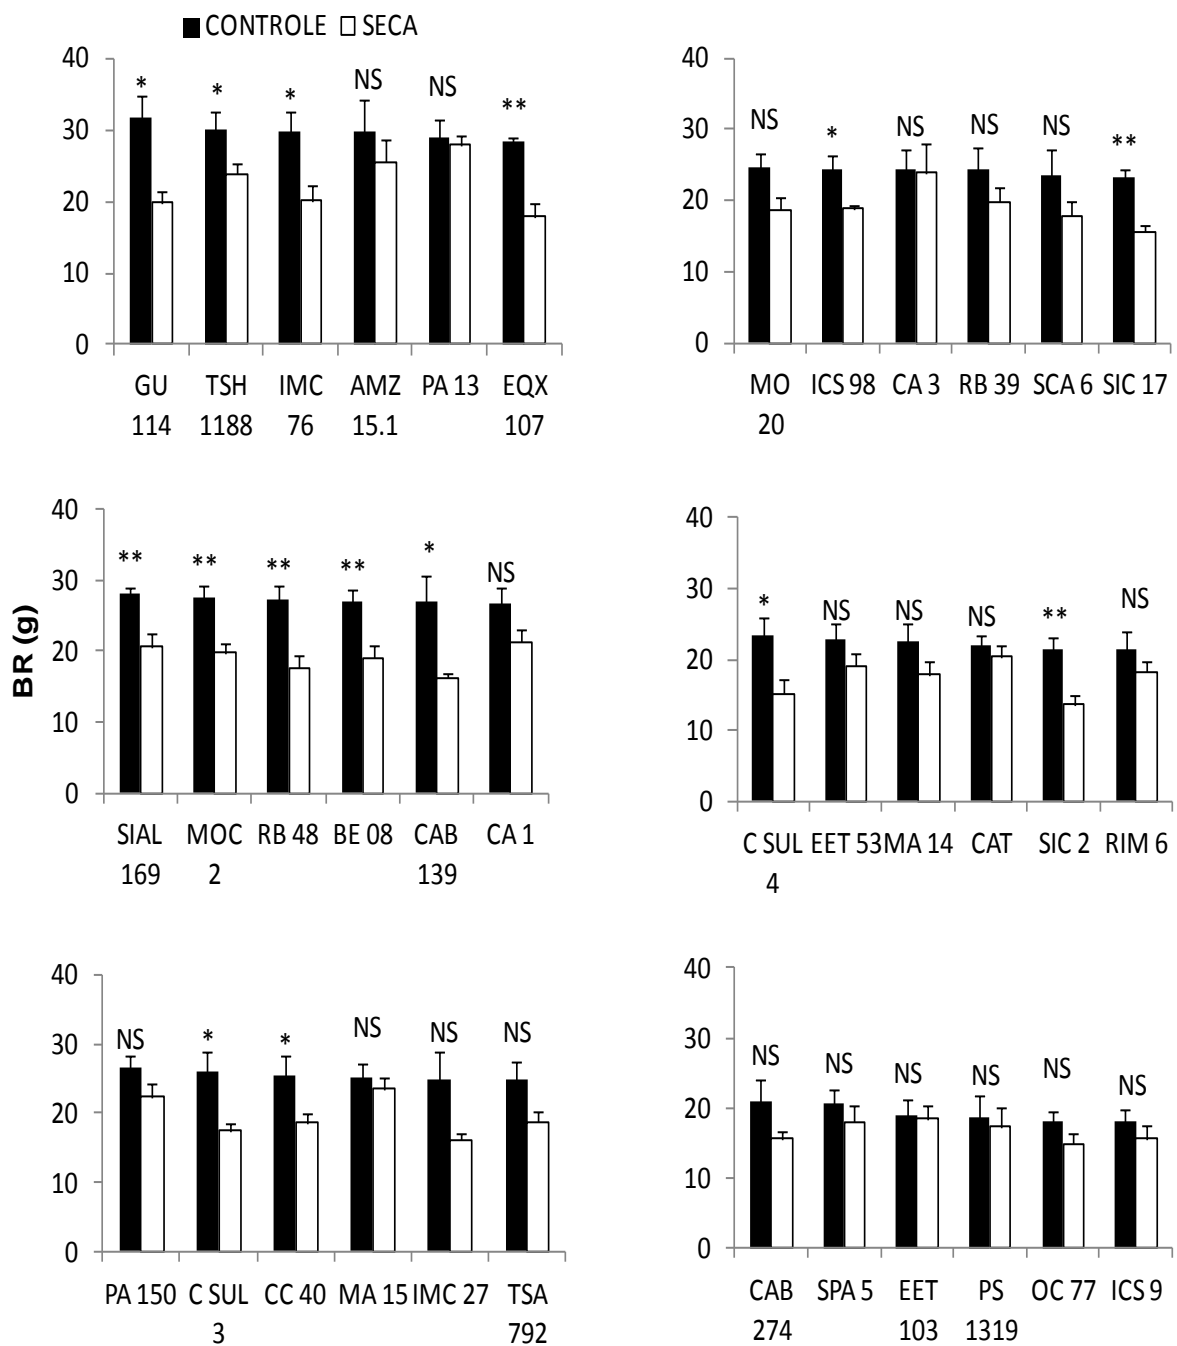 CONTROLE SECA
40
30
20
10
0
* * * NS NS **
GU TSH IMC AMZ PA 13 EQX
114 1188 76 15.1 107
40
30
20
10
0
NS * NS NS NS **
MO ICS 98 CA 3 RB 39 SCA 6 SIC 17
20
BR (g)
40
30
20
10
0
** ** ** ** * NS
SIAL MOC RB 48 BE 08 CAB CA 1
169 2 139
40
30
20
10
0
* NS NS NS ** NS
C SUL EET 53 MA 14 CAT SIC 2 RIM 6
4
40
30
20
10
0
NS * * NS NS NS
PA 150 C SUL CC 40 MA 15 IMC 27 TSA
3 792
40
30
20
10
0
NS NS NS NS NS NS
CAB SPA 5 EET PS OC 77 ICS 9
274 103 1319